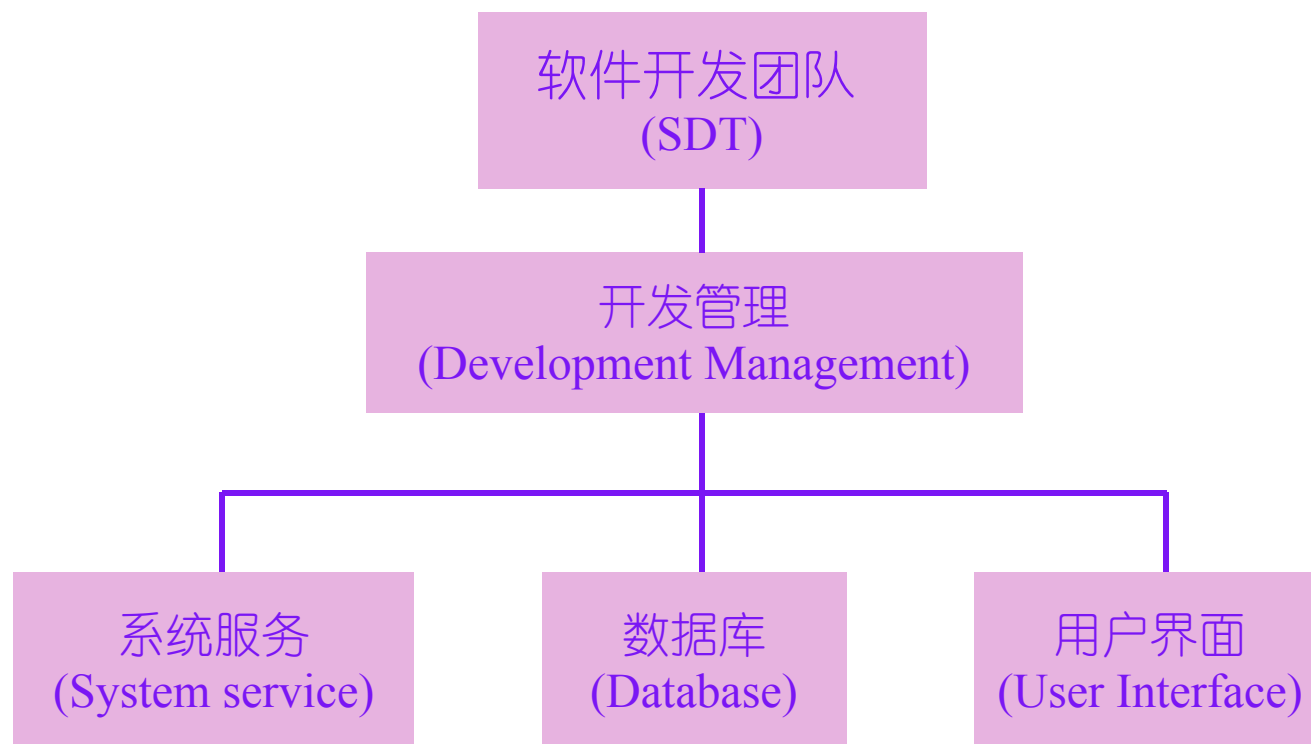 软件开发团队
(SDT)
开发管理
(Development Management)
系统服务
(System service)
数据库
(Database)
用户界面
(User Interface)